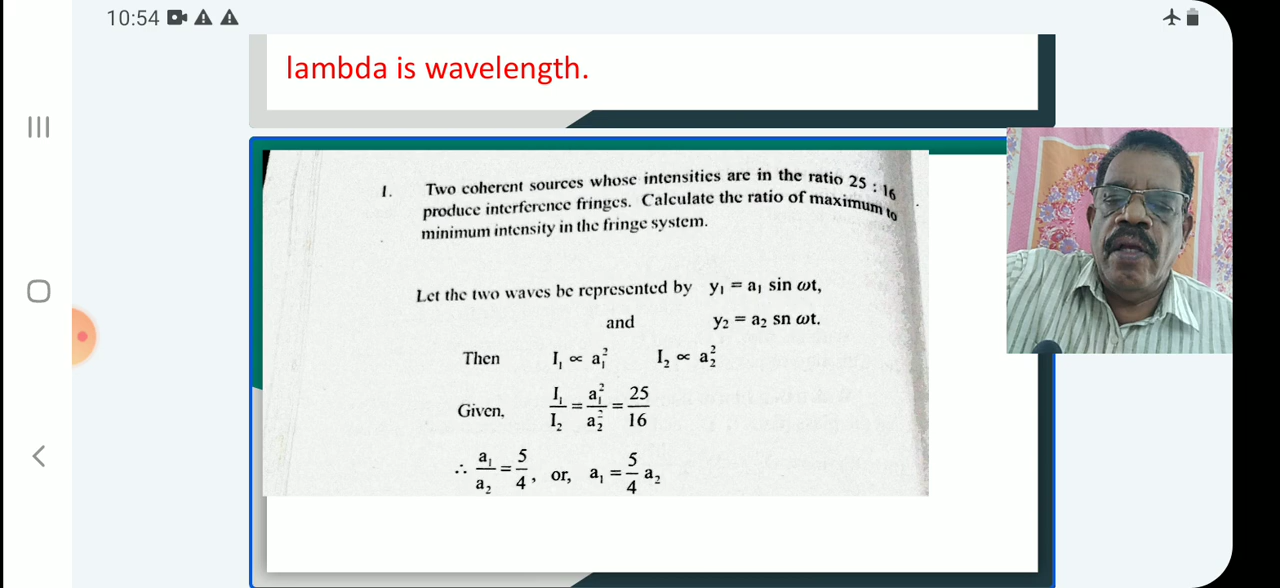 10:54
lambda is wavelength.
1. Two coherent sources whose intensities are in the ratio 25 : 16
produce interference fringes. Calculate the ratio of maximum to
minimum intensity in the fringe system.
Let the two waves be represented by y₁ = a₁ sin ωt,
and y₂ = a₂ sn ωt.
Then I₁ ∝ a₁² I₂ ∝ a₂²
Given, I₁/I₂ = a₁²/a₂² = 25/16
∴ a₁/a₂ = 5/4, or, a₁ = 5/4 a₂